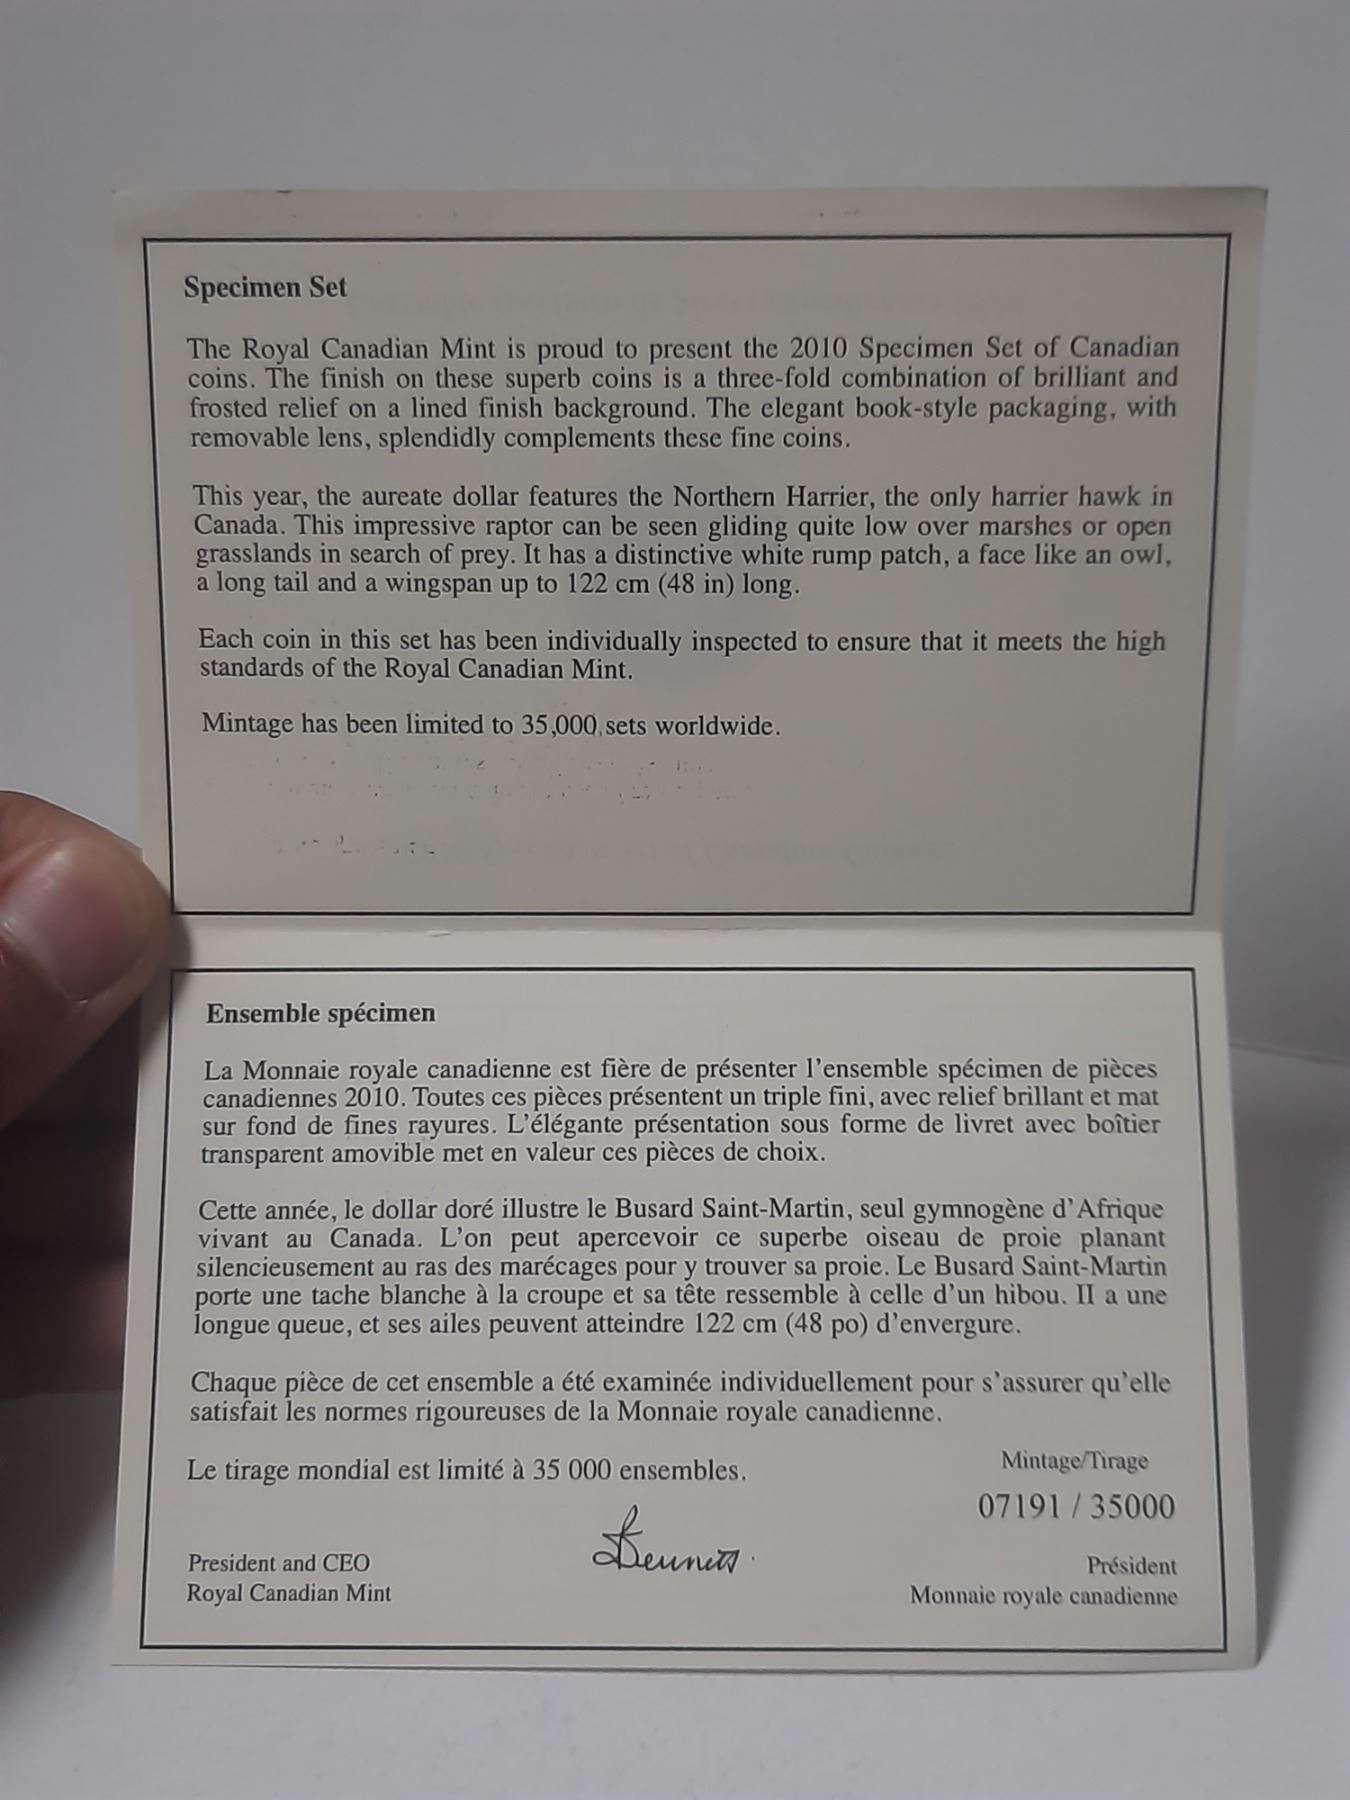 Specimen Set
The Royal Canadian Mint is proud to present the 2010 Specimen Set of Canadian
coins. The finish on these superb coins is a three-fold combination of brilliant and
frosted relief on a lined finish background. The elegant book-style packaging, with
removable lens, splendidly complements these fine coins.
This year, the aureate dollar features the Northern Harrier, the only harrier hawk in
Canada. This impressive raptor can be seen gliding quite low over marshes or open
grasslands in search of prey. It has a distinctive white rump patch, a face like an owl,
a long tail and a wingspan up to 122 cm (48 in) long.
Each coin in this set has been individually inspected to ensure that it meets the high
standards of the Royal Canadian Mint.
Mintage has been limited to 35,000 sets worldwide.
Ensemble spécimen
La Monnaie royale canadienne est fière de présenter l'ensemble spécimen de pièces
canadiennes 2010. Toutes ces pièces présentent un triple fini, avec relief brillant et mat
sur fond de fines rayures. L'élégante présentation sous forme de livret avec boîtier
transparent amovible met en valeur ces pièces de choix.
Cette année, le dollar doré illustre le Busard Saint-Martin, seul gymnogène d'Afrique
vivant au Canada. L'on peut apercevoir ce superbe oiseau de proie planant
silencieusement au ras des marécages pour y trouver sa proie. Le Busard Saint-Martin
porte une tache blanche à la croupe et sa tête ressemble à celle d'un hibou. II a une
longue queue, et ses ailes peuvent atteindre 122 cm (48 po) d'envergure.
Chaque pièce de cet ensemble a été examinée individuellement pour s'assurer qu'elle
satisfait les normes rigoureuses de la Monnaie royale canadienne.
Le tirage mondial est limité à 35 000 ensembles.
Mintage/Tirage
07191 / 35000
Bennett
President and CEO
Royal Canadian Mint
Président
Monnaie royale canadienne